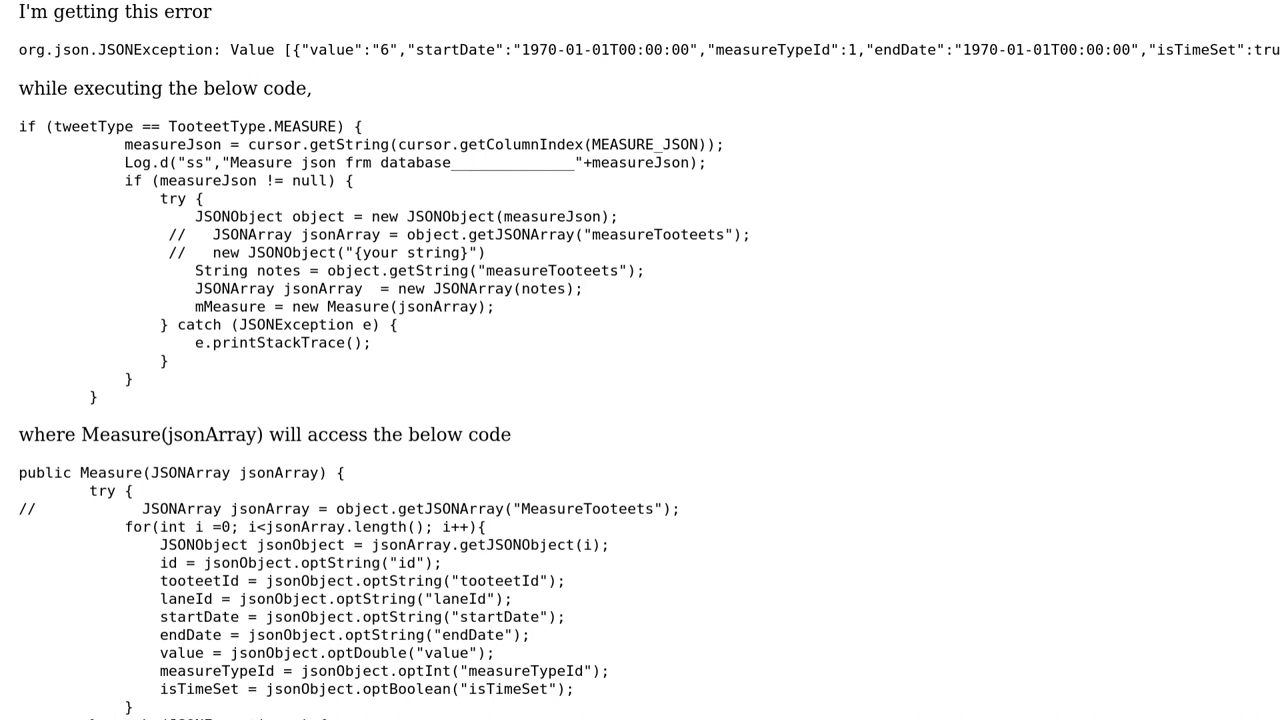 I'm getting this error
org.json.JSONException: Value [{"value":"6","startDate":"1970-01-01T00:00:00","measureTypeId":1,"endDate":"1970-01-01T00:00:00","isTimeSet":tru
while executing the below code,
if (tweetType == TooteetType.MEASURE) {
            measureJson = cursor.getString(cursor.getColumnIndex(MEASURE_JSON));
            Log.d("ss","Measure json frm database______________"+measureJson);
            if (measureJson != null) {
                try {
                    JSONObject object = new JSONObject(measureJson);
                 //   JSONArray jsonArray = object.getJSONArray("measureTooteets");
                 //   new JSONObject("{your string}")
                    String notes = object.getString("measureTooteets");
                    JSONArray jsonArray  = new JSONArray(notes);
                    mMeasure = new Measure(jsonArray);
                } catch (JSONException e) {
                    e.printStackTrace();
                }
            }
        }
where Measure(jsonArray) will access the below code
public Measure(JSONArray jsonArray) {
        try {
//            JSONArray jsonArray = object.getJSONArray("MeasureTooteets");
            for(int i =0; i<jsonArray.length(); i++){
                JSONObject jsonObject = jsonArray.getJSONObject(i);
                id = jsonObject.optString("id");
                tooteetId = jsonObject.optString("tooteetId");
                laneId = jsonObject.optString("laneId");
                startDate = jsonObject.optString("startDate");
                endDate = jsonObject.optString("endDate");
                value = jsonObject.optDouble("value");
                measureTypeId = jsonObject.optInt("measureTypeId");
                isTimeSet = jsonObject.optBoolean("isTimeSet");
            }